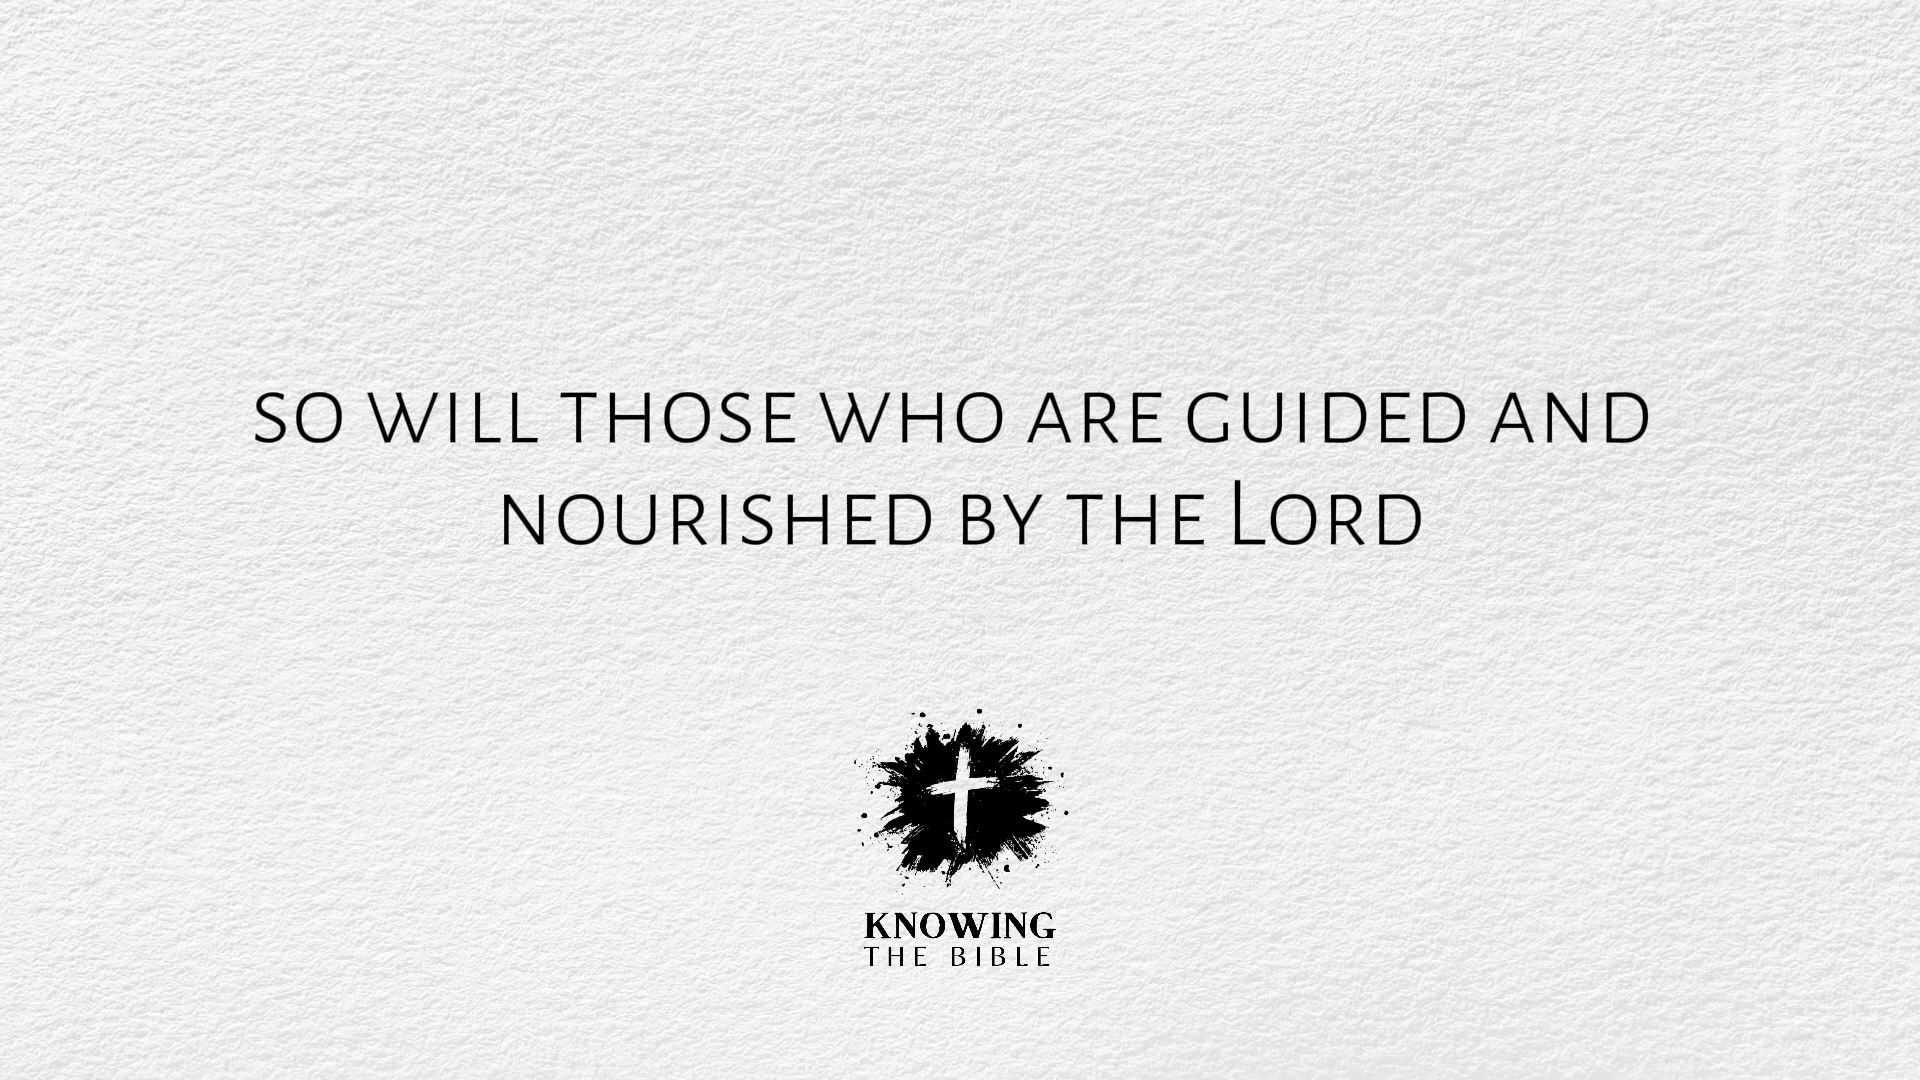 so will those who are guided and
nourished by the Lord
KNOWING
THE BIBLE